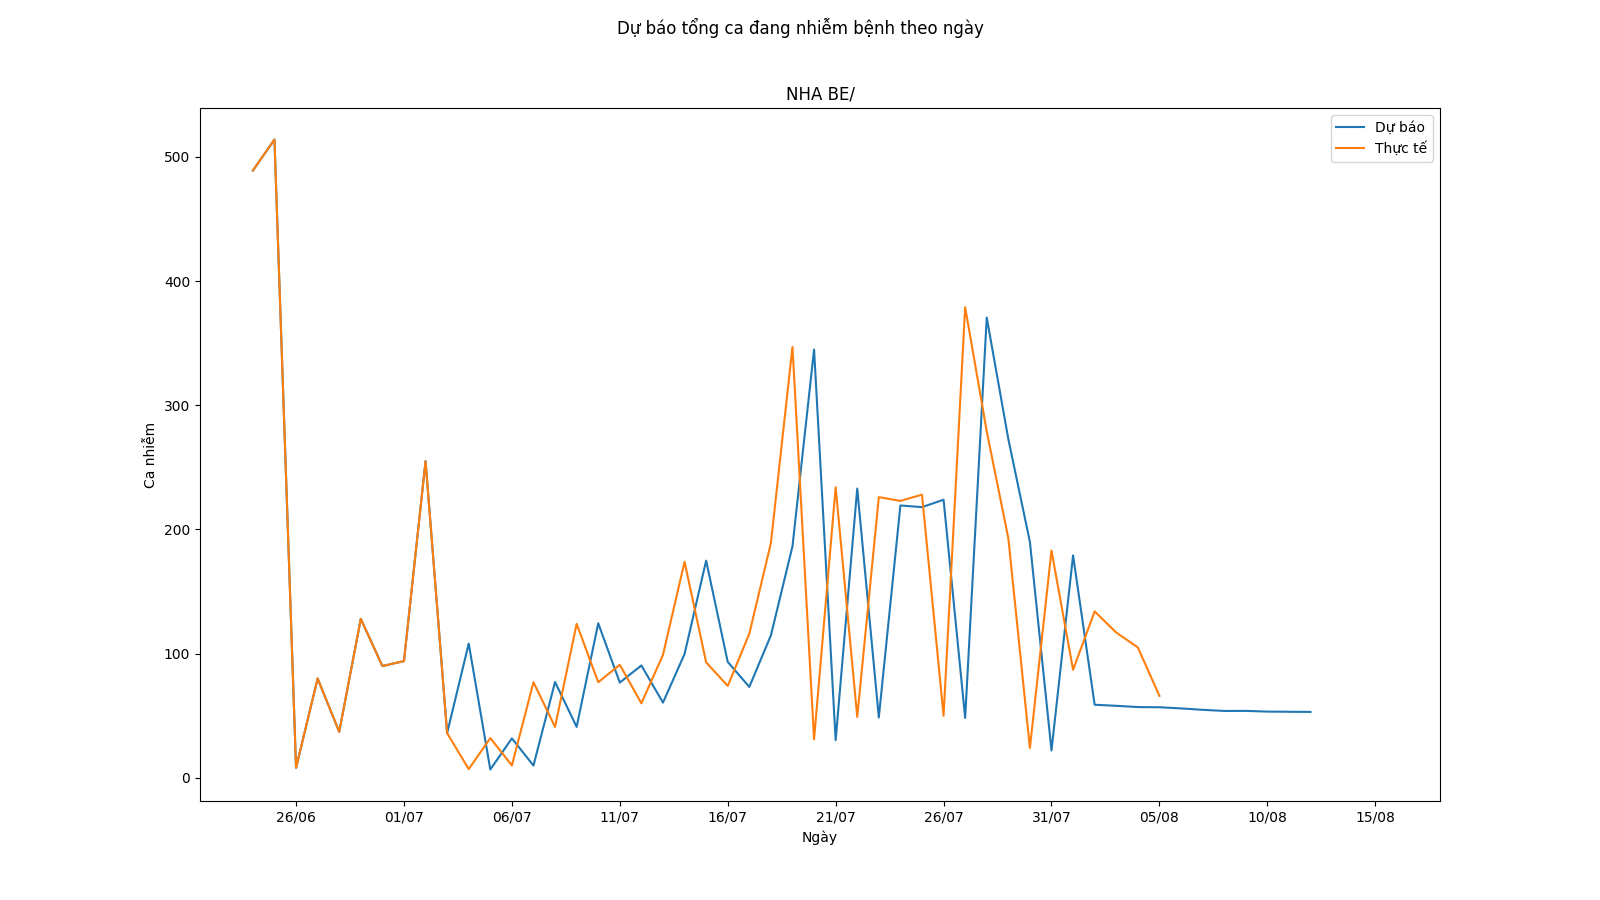 Dự báo tổng ca đang nhiễm bệnh theo ngày
NHA BE/
Dự báo
Thực tế
500
400
300
200
100
0
Ca nhiễm
26/06
01/07
06/07
11/07
16/07
21/07
26/07
31/07
05/08
10/08
15/08
Ngày